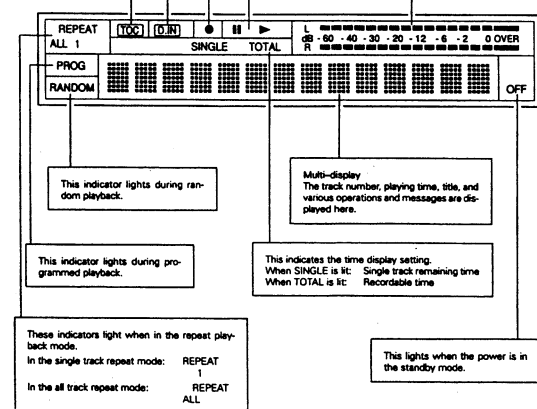 REPEAT TOC D.IN L
dB -60 -40 -30 -20 -12 -6 -2 0 OVER
ALL 1 SINGLE TOTAL R
PROG
RANDOM OFF
This indicator lights during ran-
dom playback.
Multi-display
The track number, playing time, title, and
various operations and messages are dis-
played here.
This indicator lights during pro-
grammed playback.
This indicates the time display setting.
When SINGLE is lit: Single track remaining time
When TOTAL is lit: Recordable time
These indicators light when in the repeat play-
back mode.
In the single track repeat mode: REPEAT
1
In the all track repeat mode: REPEAT
ALL
This lights when the power is in
the standby mode.